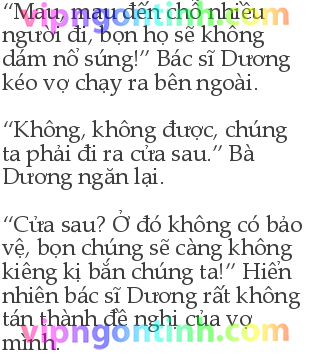 “Mau, mau đến chỗ nhiều
người đi, bọn họ sẽ không
dám nổ súng!” Bác sĩ Dương
kéo vợ chạy ra bên ngoài.
“Không, không được, chúng
ta phải đi ra cửa sau.” Bà
Dương ngăn lại.
“Cửa sau? Ở đó không có bảo
vệ, bọn chúng sẽ càng không
kiêng kị bắn chúng ta!” Hiển
nhiên bác sĩ Dương rất không
tán thành đề nghị của vợ
mình.
vipngontinh.com
vipngontinh.com